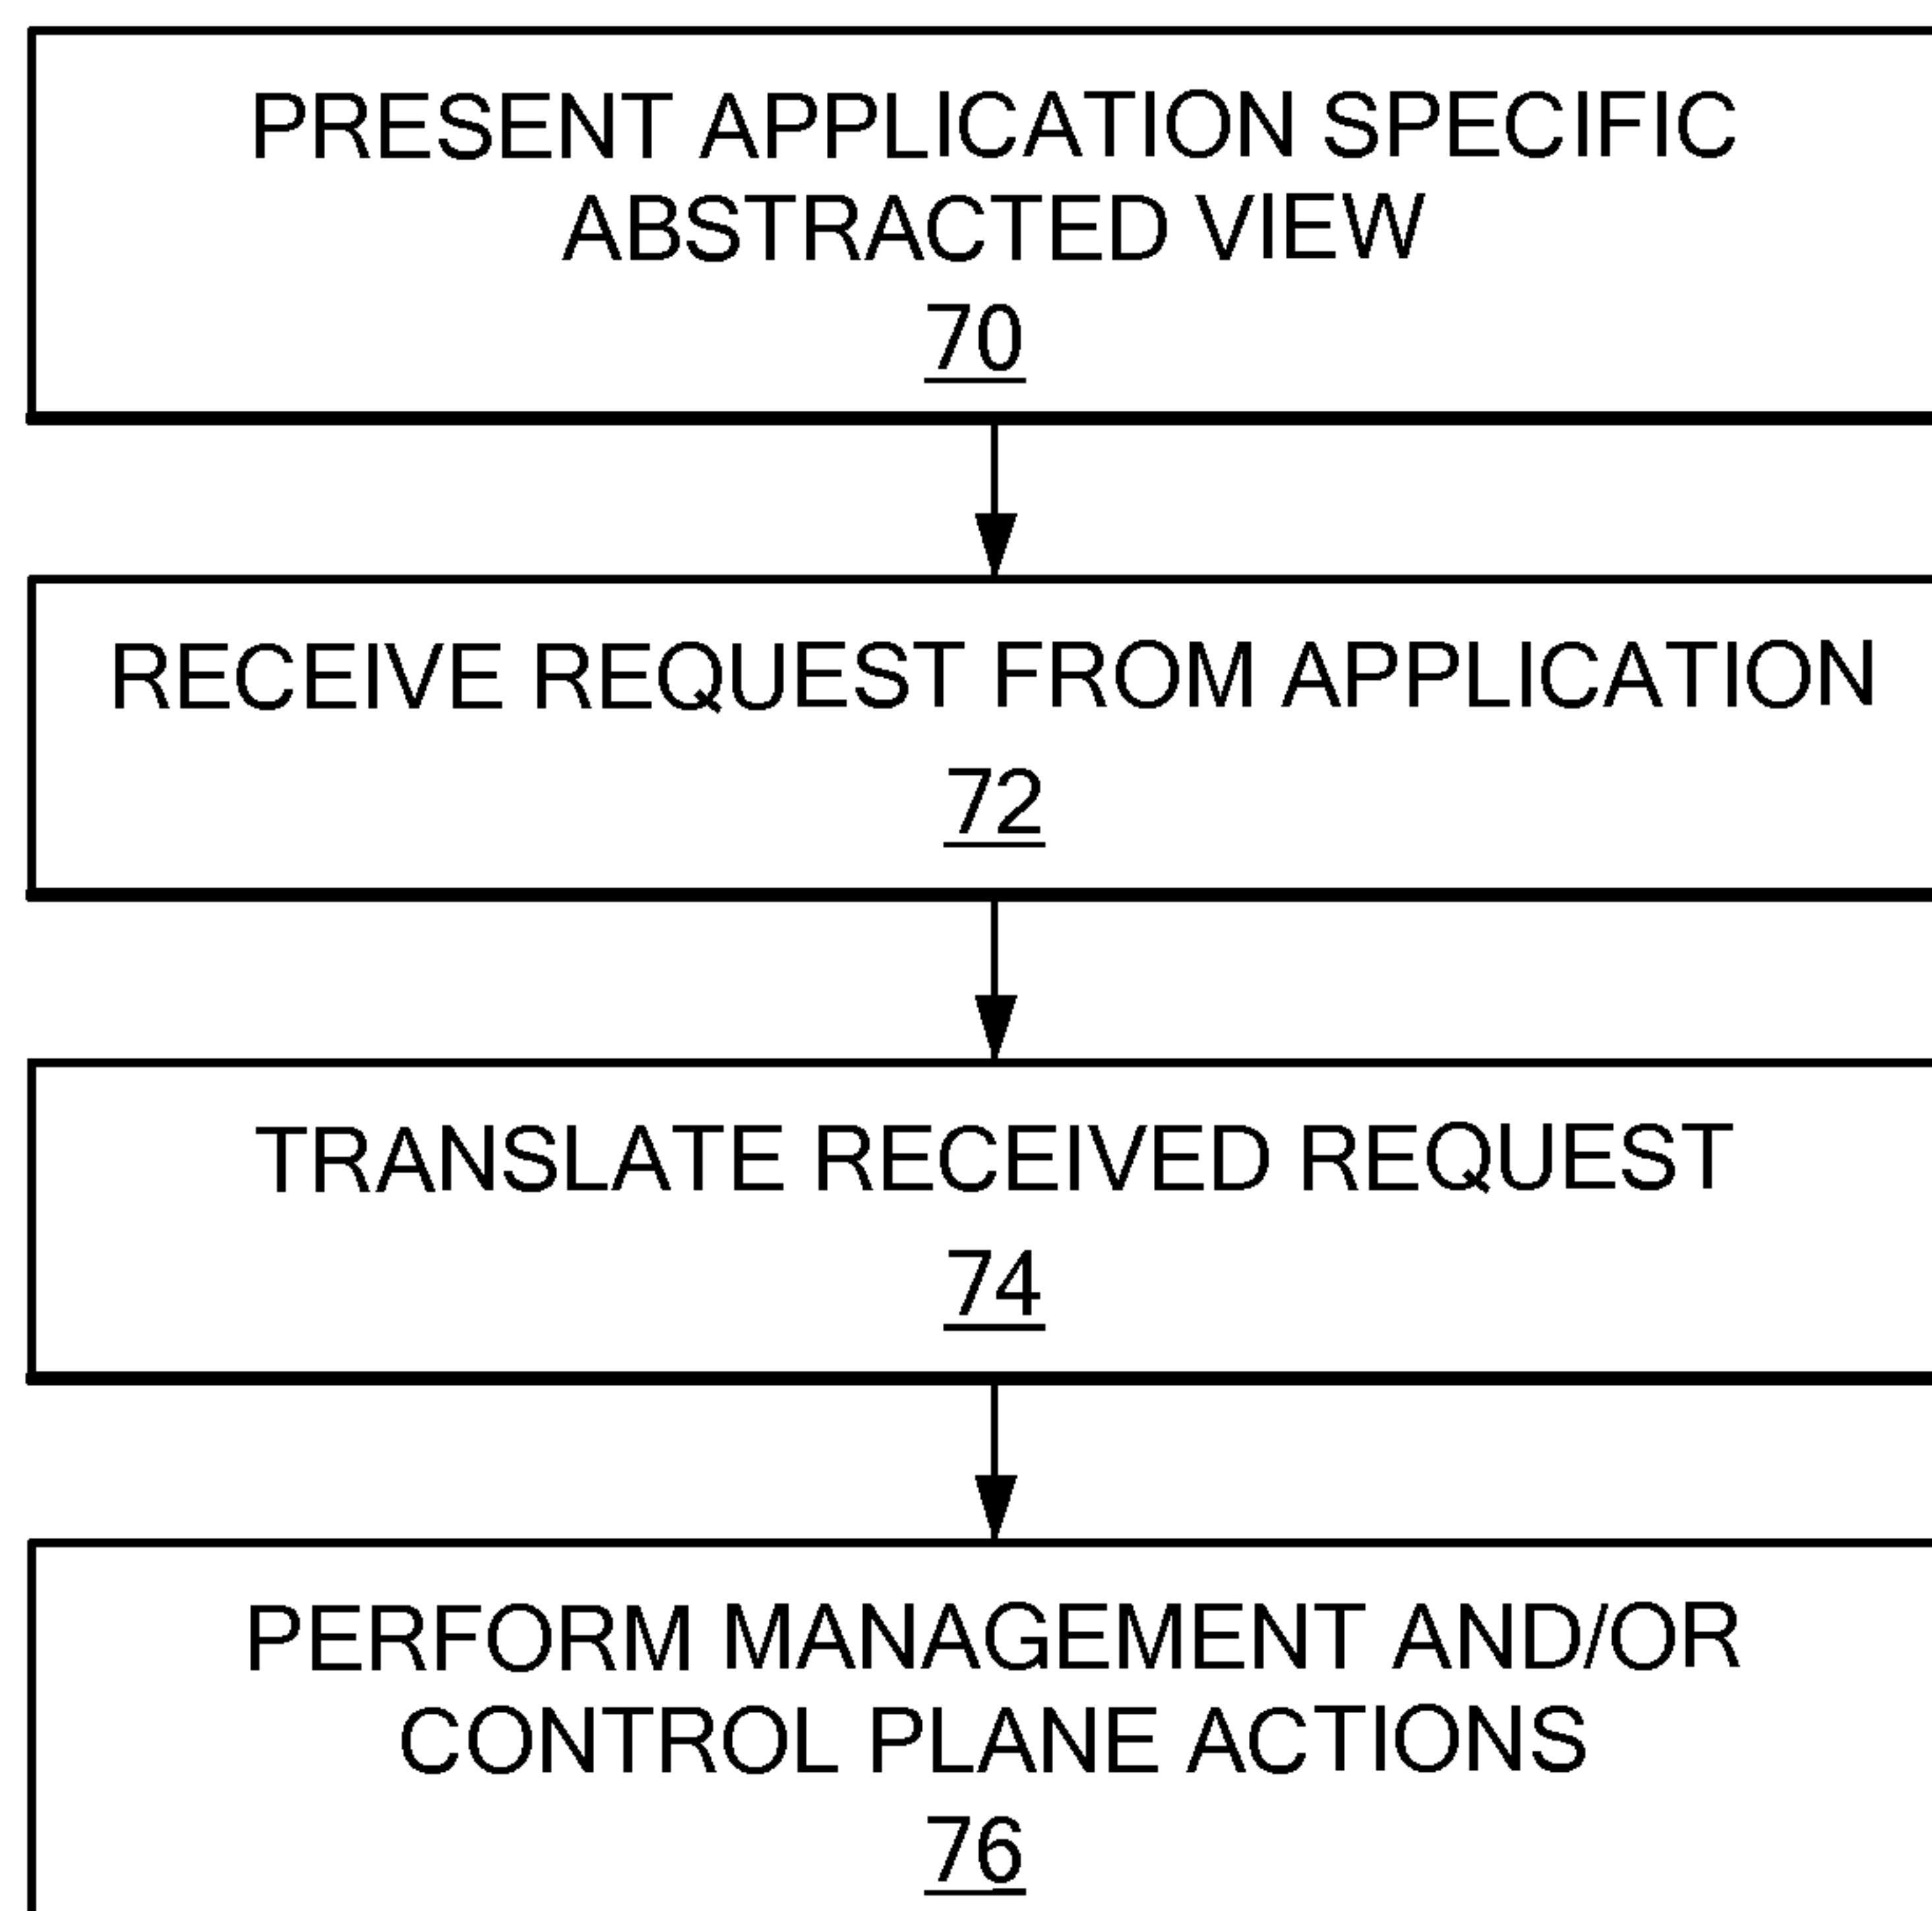 PRESENT APPLICATION SPECIFIC
ABSTRACTED VIEW
70
RECEIVE REQUEST FROM APPLICATION
72
TRANSLATE RECEIVED REQUEST
74
PERFORM MANAGEMENT AND/OR
CONTROL PLANE ACTIONS
76